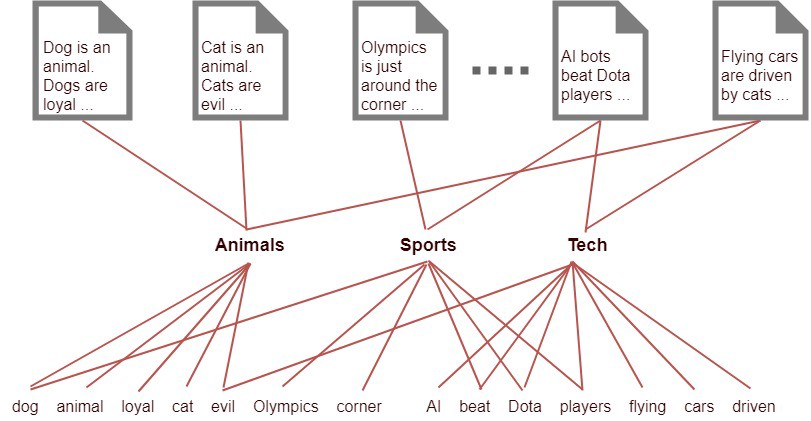 Dog is an
animal.
Dogs are
loyal ...
Cat is an
animal.
Cats are
evil ...
Olympics
is just
around the
corner ...
AI bots
beat Dota
players ...
Flying cars
are driven
by cats ...
Animals Sports Tech
dog animal loyal cat evil Olympics corner AI beat Dota players flying cars driven